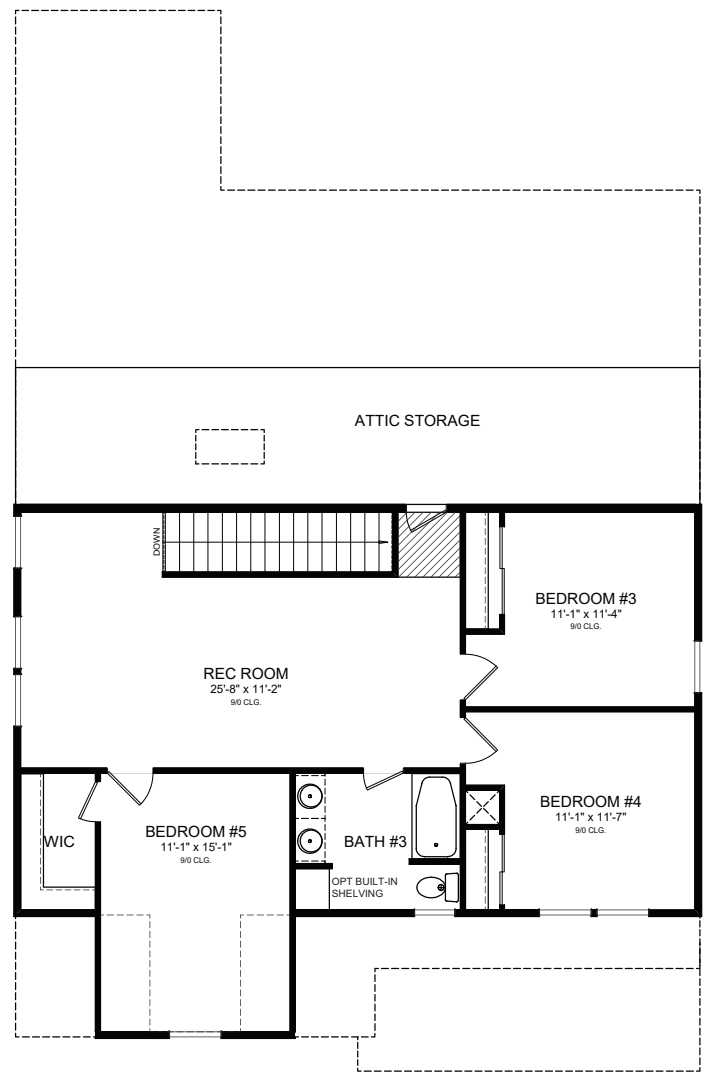 ATTIC STORAGE
DOWN
BEDROOM #3
11'-1" x 11'-4"
9/0 CLG.
REC ROOM
25'-8" x 11'-2"
9/0 CLG.
BEDROOM #4
11'-1" x 11'-7"
9/0 CLG.
WIC
BEDROOM #5
11'-1" x 15'-1"
9/0 CLG.
BATH #3
OPT BUILT-IN
SHELVING